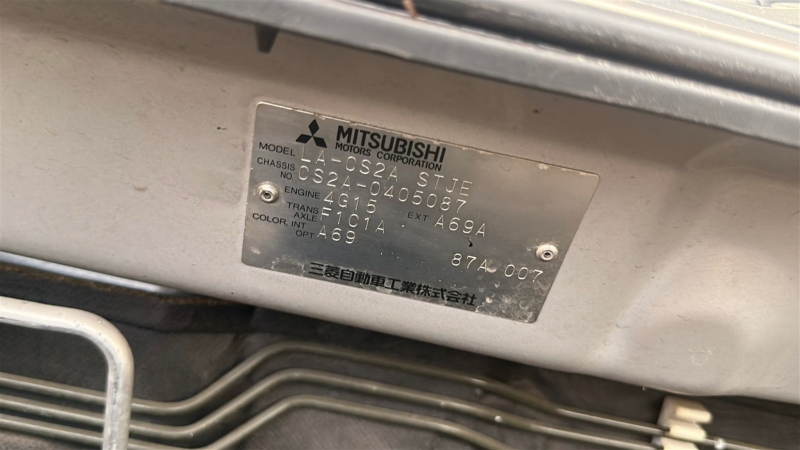 MITSUBISHI
MOTORS CORPORATION
MODEL LA-CS2A STJE
CHASSIS NO. CS2A-0405087
ENGINE 4G15 EXT A69A
TRANS AXLE F1C1A
COLOR, INT OPT A69 87A 007
三菱自動車工業株式会社